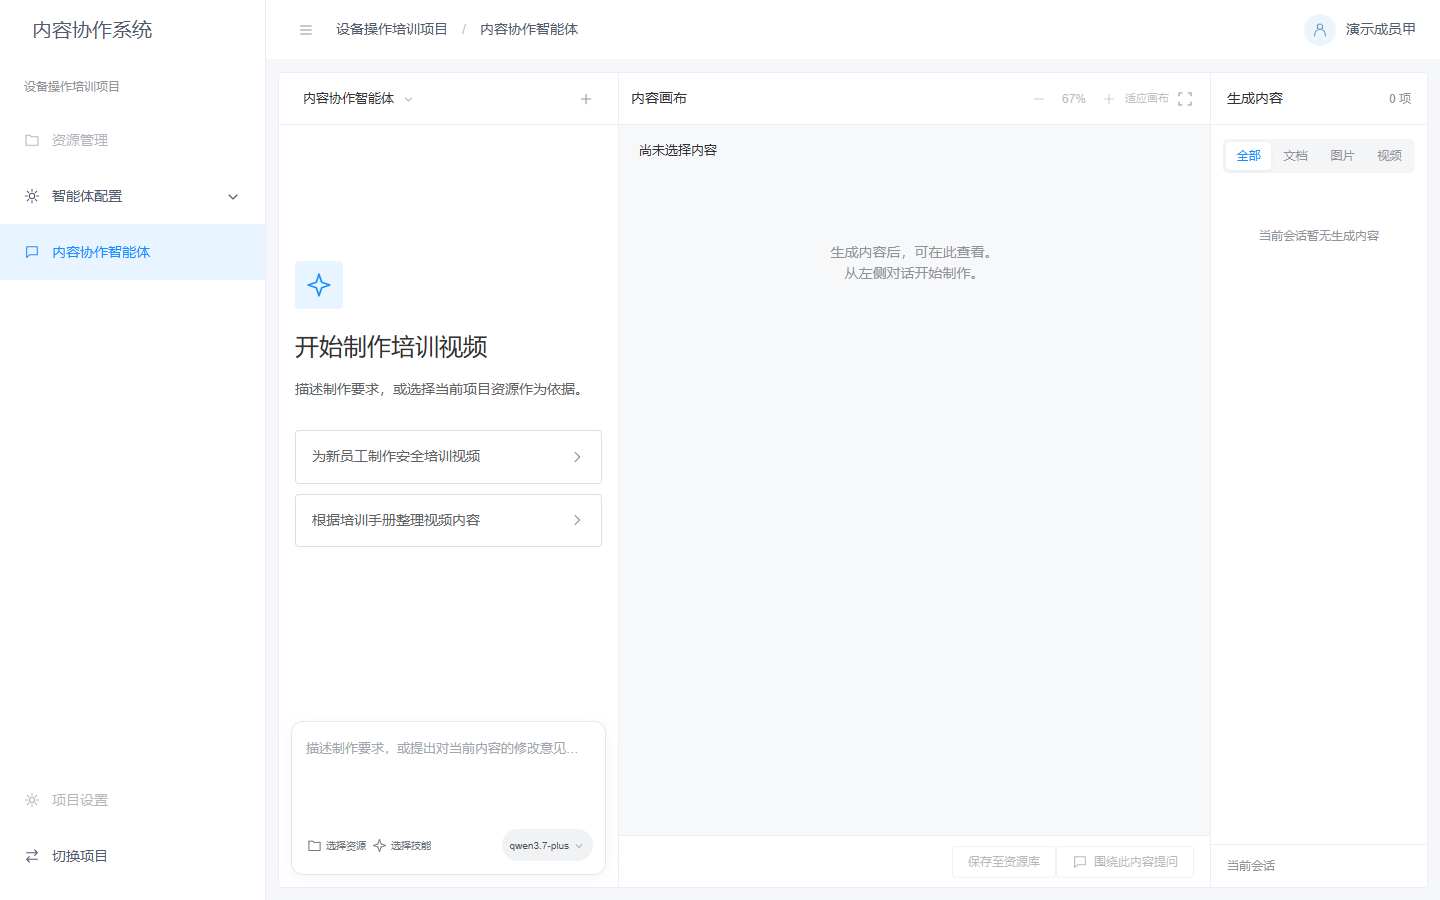 内容协作系统
设备操作培训项目
资源管理
智能体配置
内容协作智能体
项目设置
切换项目
设备操作培训项目 / 内容协作智能体
演示成员甲
内容协作智能体
开始制作培训视频
描述制作要求，或选择当前项目资源作为依据。
为新员工制作安全培训视频
根据培训手册整理视频内容
描述制作要求，或提出对当前内容的修改意见...
选择资源 选择技能 qwen3.7-plus
内容画布 67% 适应画布
尚未选择内容
生成内容后，可在此查看。
从左侧对话开始制作。
保存至资源库 围绕此内容提问
生成内容 0 项
全部 文档 图片 视频
当前会话暂无生成内容
当前会话